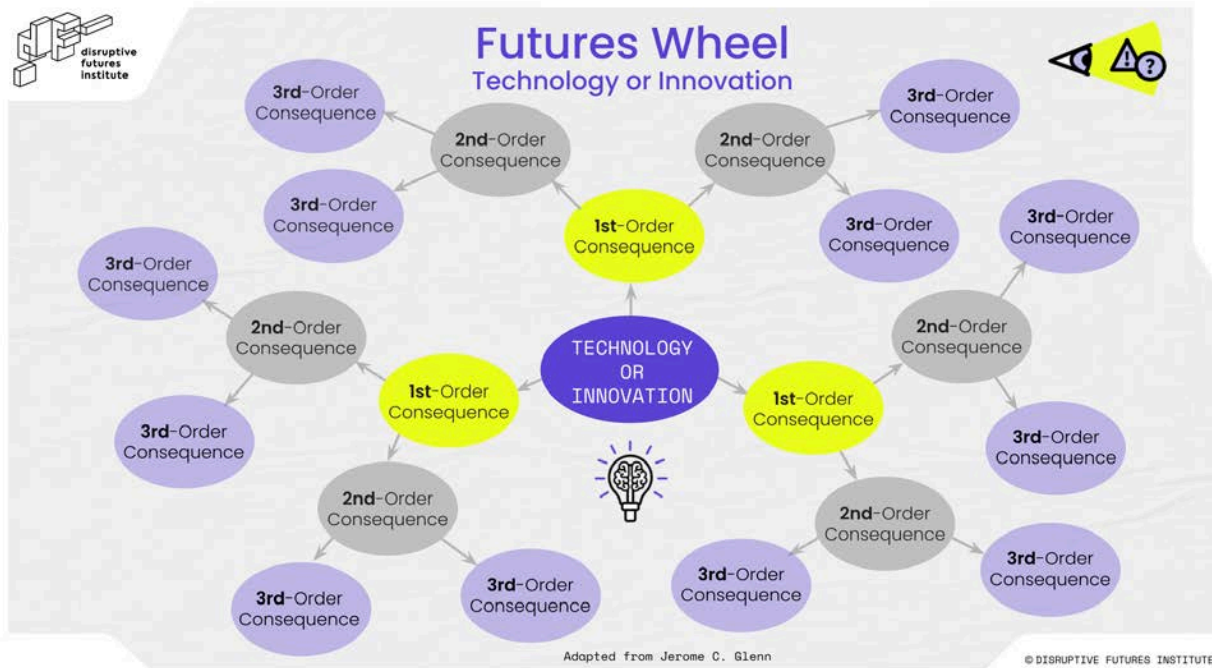 disruptive
futures
institute
Futures Wheel
Technology or Innovation
3rd-Order
Consequence
2nd-Order
Consequence
2nd-Order
Consequence
3rd-Order
Consequence
3rd-Order
Consequence
1st-Order
Consequence
3rd-Order
Consequence
3rd-Order
Consequence
3rd-Order
Consequence
2nd-Order
Consequence
TECHNOLOGY
OR
INNOVATION
2nd-Order
Consequence
1st-Order
Consequence
1st-Order
Consequence
3rd-Order
Consequence
3rd-Order
Consequence
2nd-Order
Consequence
2nd-Order
Consequence
3rd-Order
Consequence
3rd-Order
Consequence
3rd-Order
Consequence
3rd-Order
Consequence
Adapted from Jerome C. Glenn
© DISRUPTIVE FUTURES INSTITUTE